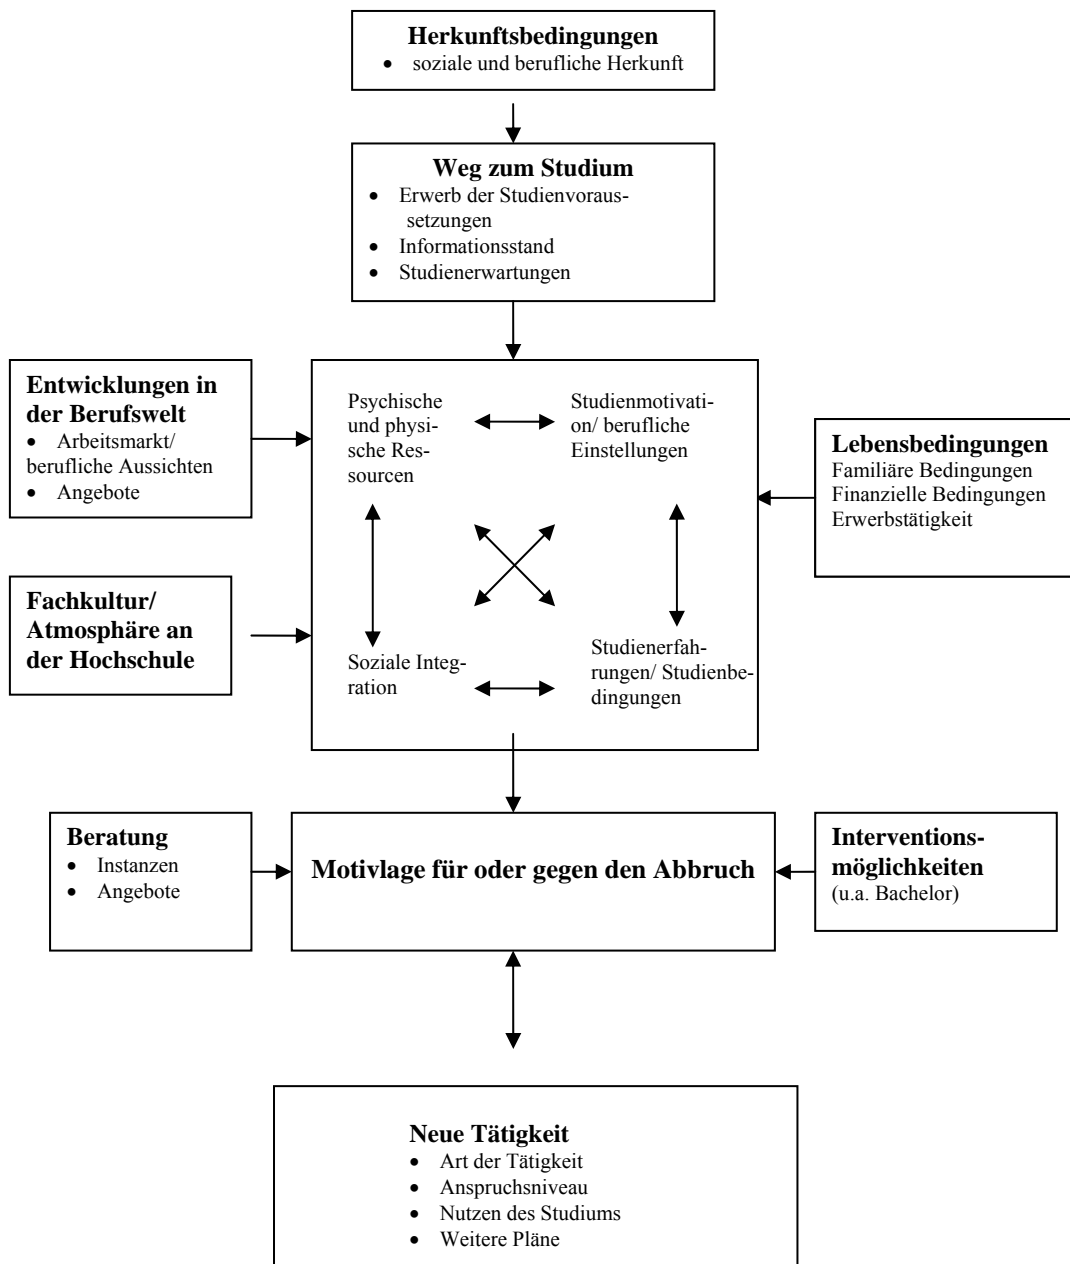 Herkunftsbedingungen
• soziale und berufliche Herkunft
Weg zum Studium
• Erwerb der Studienvoraus-
setzungen
• Informationsstand
• Studienerwartungen
Entwicklungen in
der Berufswelt
• Arbeitsmarkt/
berufliche Aussichten
• Angebote
Fachkultur/
Atmosphäre an
der Hochschule
Psychische
und physi-
sche Res-
sourcen
Studienmotivati-
on/ berufliche
Einstellungen
Soziale Integ-
ration
Studienerfah-
rungen/ Studienbe-
dingungen
Lebensbedingungen
Familiäre Bedingungen
Finanzielle Bedingungen
Erwerbstätigkeit
Beratung
• Instanzen
• Angebote
Motivlage für oder gegen den Abbruch
Interventions-
möglichkeiten
(u.a. Bachelor)
Neue Tätigkeit
• Art der Tätigkeit
• Anspruchsniveau
• Nutzen des Studiums
• Weitere Pläne